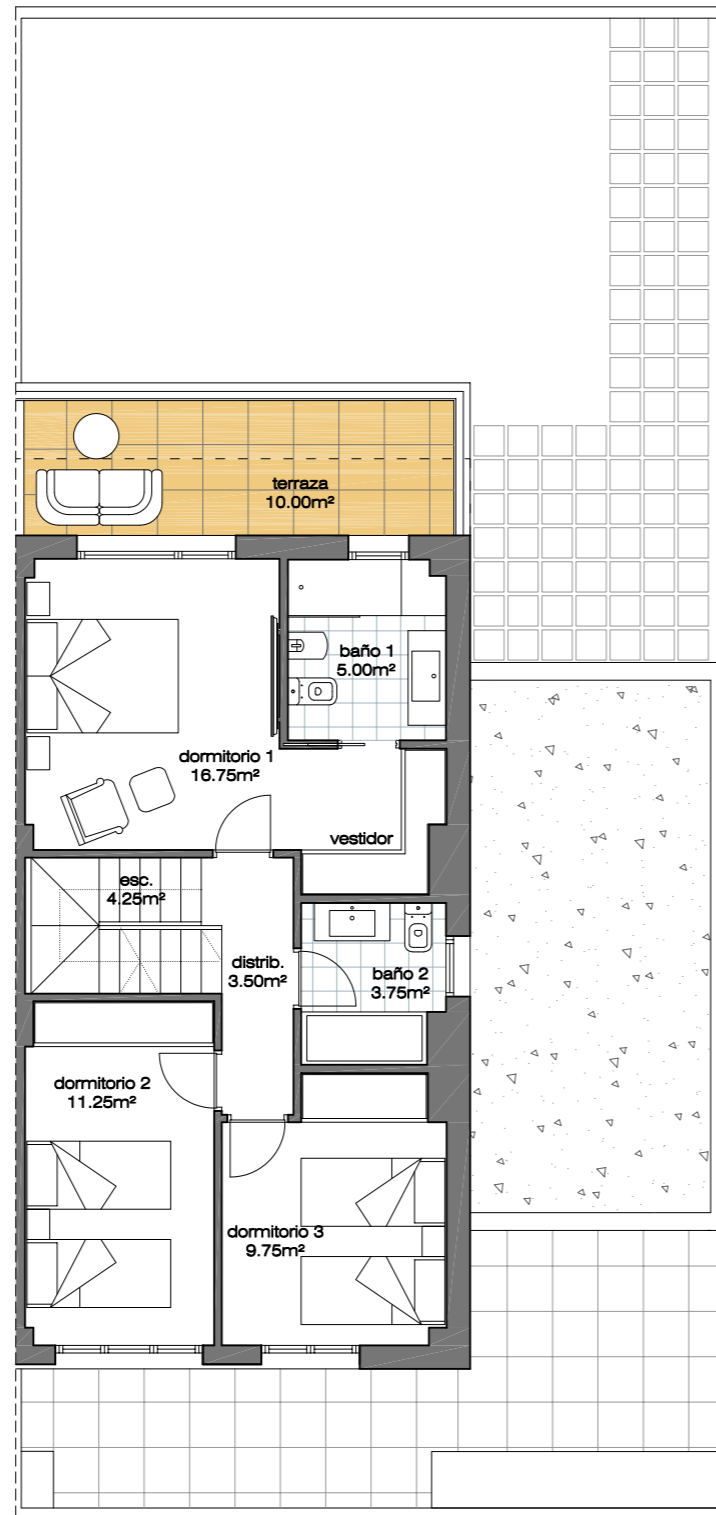 terraza
10.00m²
baño 1
5.00m²
dormitorio 1
16.75m²
vestidor
esc.
4.25m²
distrib.
3.50m²
baño 2
3.75m²
dormitorio 2
11.25m²
dormitorio 3
9.75m²